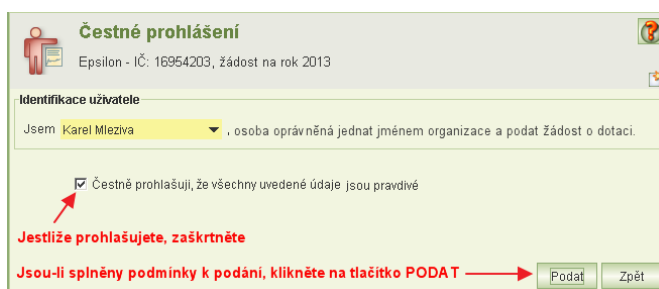 Čestné prohlášení
Epsilon - IČ: 16954203, žádost na rok 2013
Identifikace uživatele
Jsem Karel Mleziva , osoba oprávněná jednat jménem organizace a podat žádost o dotaci.
Čestně prohlašuji, že všechny uvedené údaje jsou pravdivé
Jestliže prohlašujete, zaškrtněte
Jsou-li splněny podmínky k podání, klikněte na tlačítko PODAT
Podat Zpět